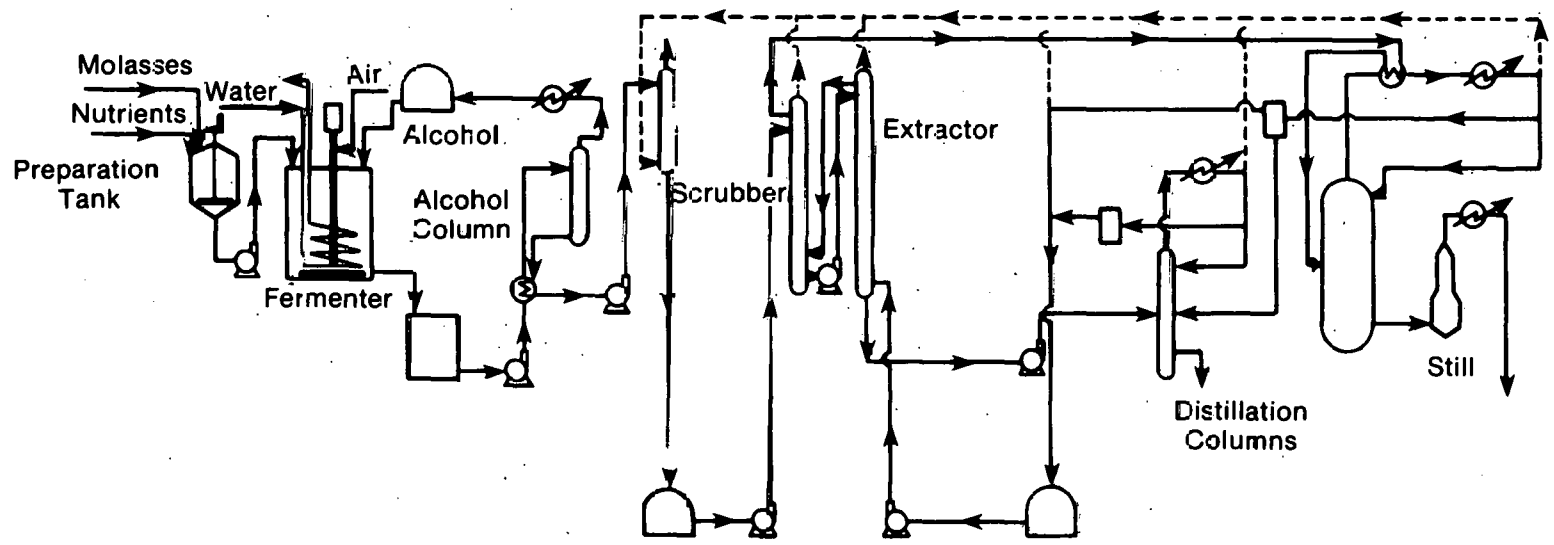 Molasses
Nutrients
Water
Air
Preparation
Tank
Alcohol
Alcohol
Column
Fermenter
Scrubber
Extractor
Distillation
Columns
Still